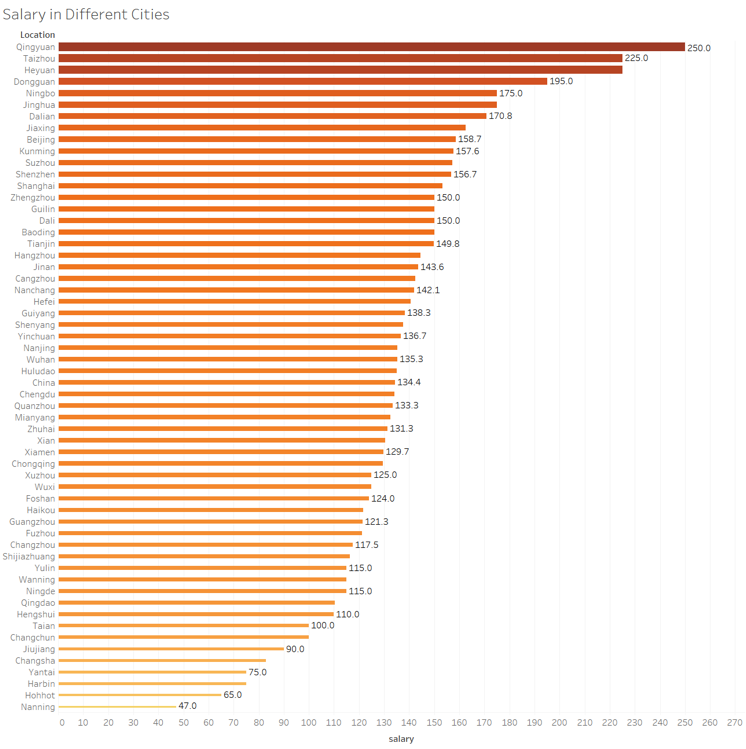 Salary in Different Cities
Location
Qingyuan 250.0
Taizhou 225.0
Heyuan
Dongguan 195.0
Ningbo 175.0
Jinghua
Dalian 170.8
Jiaxing
Beijing 158.7
Kunming 157.6
Suzhou
Shenzhen 156.7
Shanghai
Zhengzhou 150.0
Guilin
Dali 150.0
Baoding
Tianjin 149.8
Hangzhou
Jinan 143.6
Cangzhou
Nanchang 142.1
Hefei
Guiyang 138.3
Shenyang
Yinchuan 136.7
Nanjing
Wuhan 135.3
Huludao
China 134.4
Chengdu
Quanzhou 133.3
Mianyang
Zhuhai 131.3
Xian
Xiamen 129.7
Chongqing
Xuzhou 125.0
Wuxi
Foshan 124.0
Haikou
Guangzhou 121.3
Fuzhou
Changzhou 117.5
Shijiazhuang
Yulin 115.0
Wanning
Ningde 115.0
Qingdao
Hengshui 110.0
Taian 100.0
Changchun
Jiujiang 90.0
Changsha
Yantai 75.0
Harbin
Hohhot 65.0
Nanning 47.0
0 10 20 30 40 50 60 70 80 90 100 110 120 130 140 150 160 170 180 190 200 210 220 230 240 250 260 270
salary